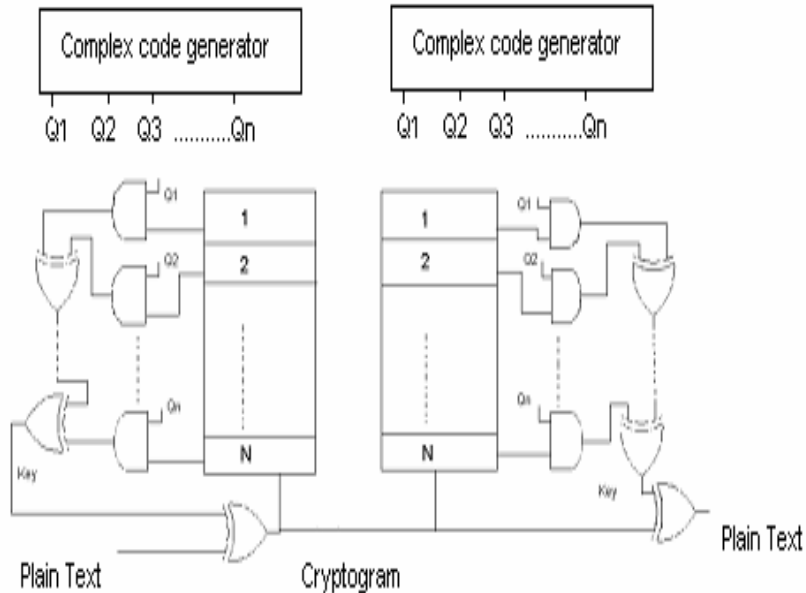 Complex code generator
Complex code generator
Q1 Q2 Q3 ...........Qn
Q1 Q2 Q3 ...........Qn
Q1
1
1
Q1
Q2
2
2
Q2
Qn
Qn
N
N
Key
Key
Plain Text
Cryptogram
Plain Text